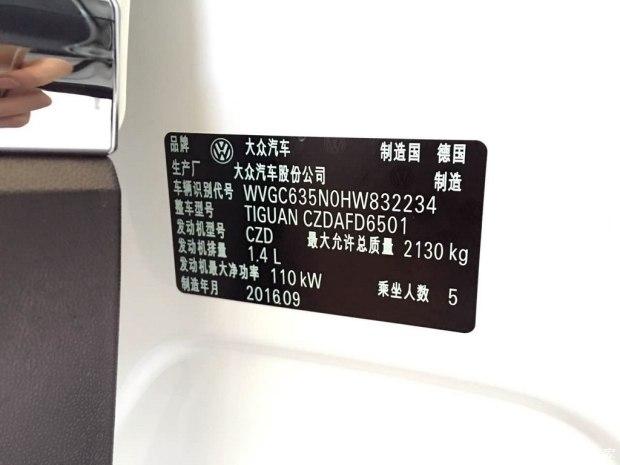 品牌 大众汽车 制造国 德国
生产厂 大众汽车股份公司 制造
车辆识别代号 WVGC635N0HW832234
整车型号 TIGUAN CZDAFD6501
发动机型号 CZD 最大允许总质量 2130 kg
发动机排量 1.4 L
发动机最大净功率 110 kW
制造年月 2016.09 乘坐人数 5